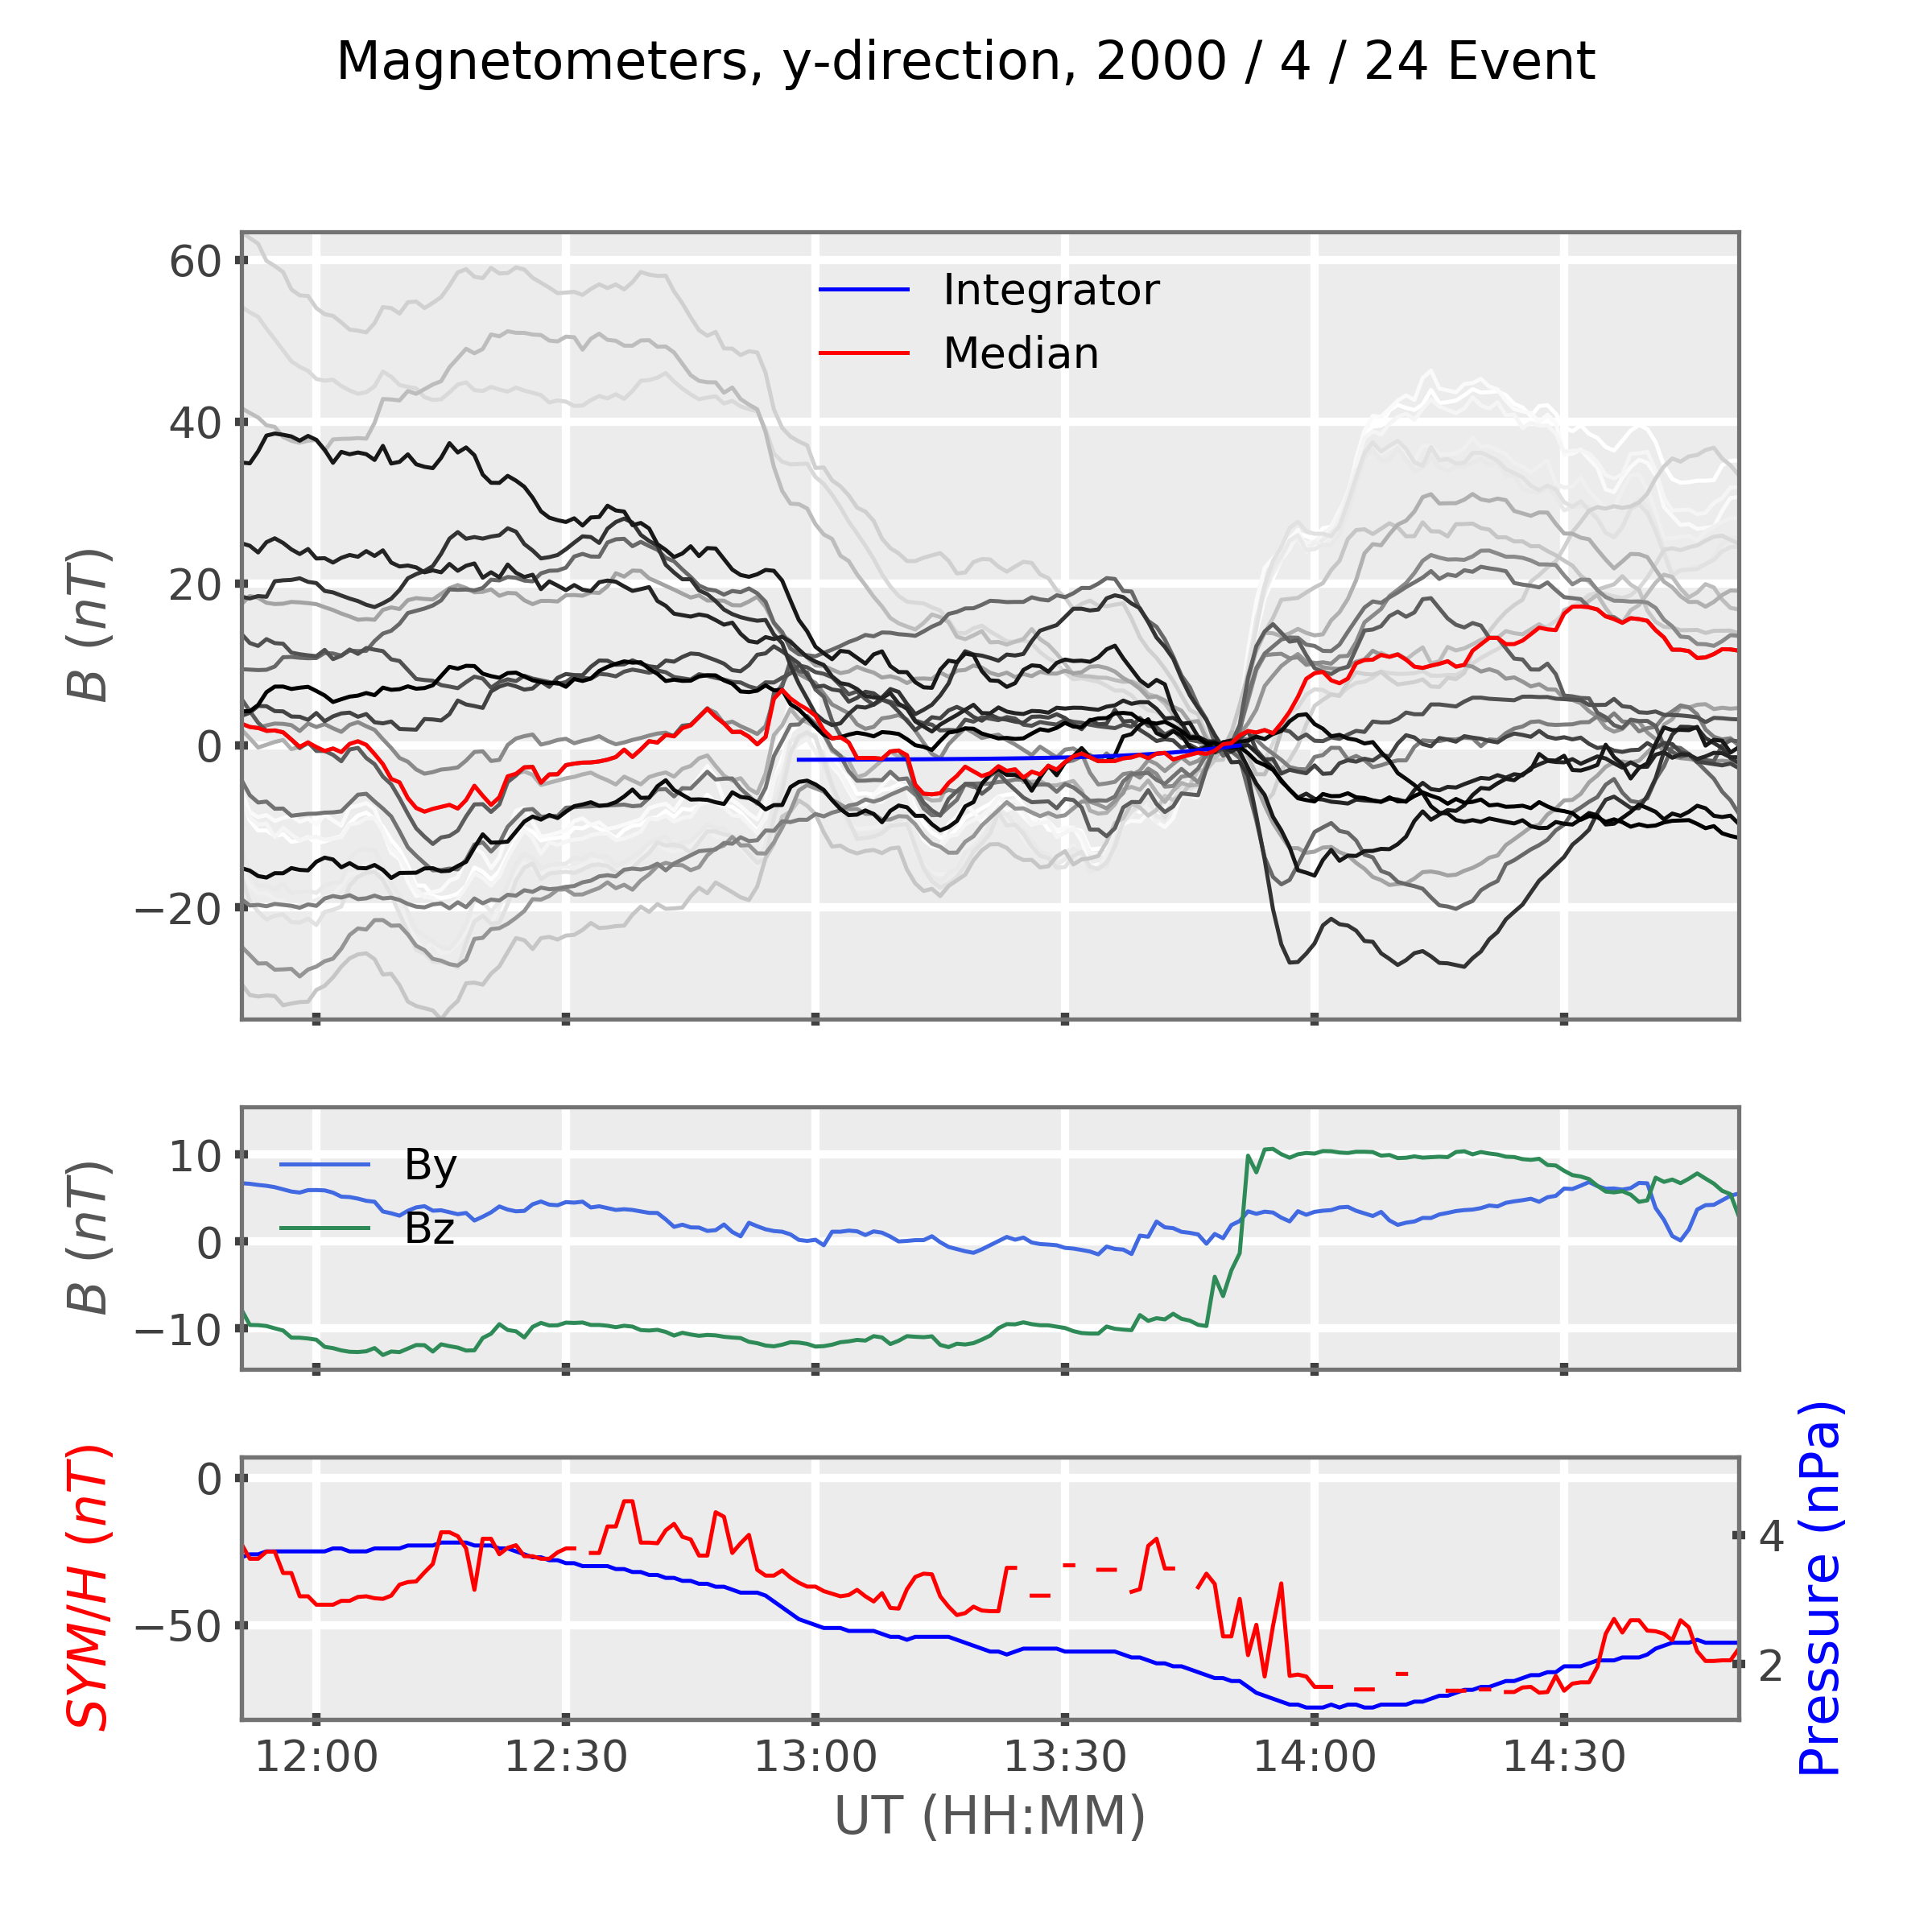 Magnetometers, y-direction, 2000 / 4 / 24 Event
60
40
20
0
−20
B (nT)
Integrator
Median
10
0
−10
B (nT)
By
Bz
0
−50
SYM/H (nT)
4
2
Pressure (nPa)
12:00 12:30 13:00 13:30 14:00 14:30
UT (HH:MM)